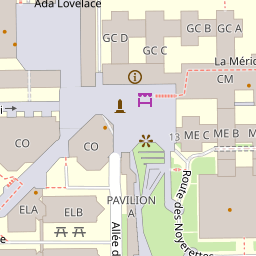 Ada Lovelace
GC D
GC C
GC B
GC A
La Méri
CM
i
13
ME C
ME B
ME
CO
CO
PAVILION
A
ELA
ELB
Allée d
Route des Noyerettes
e